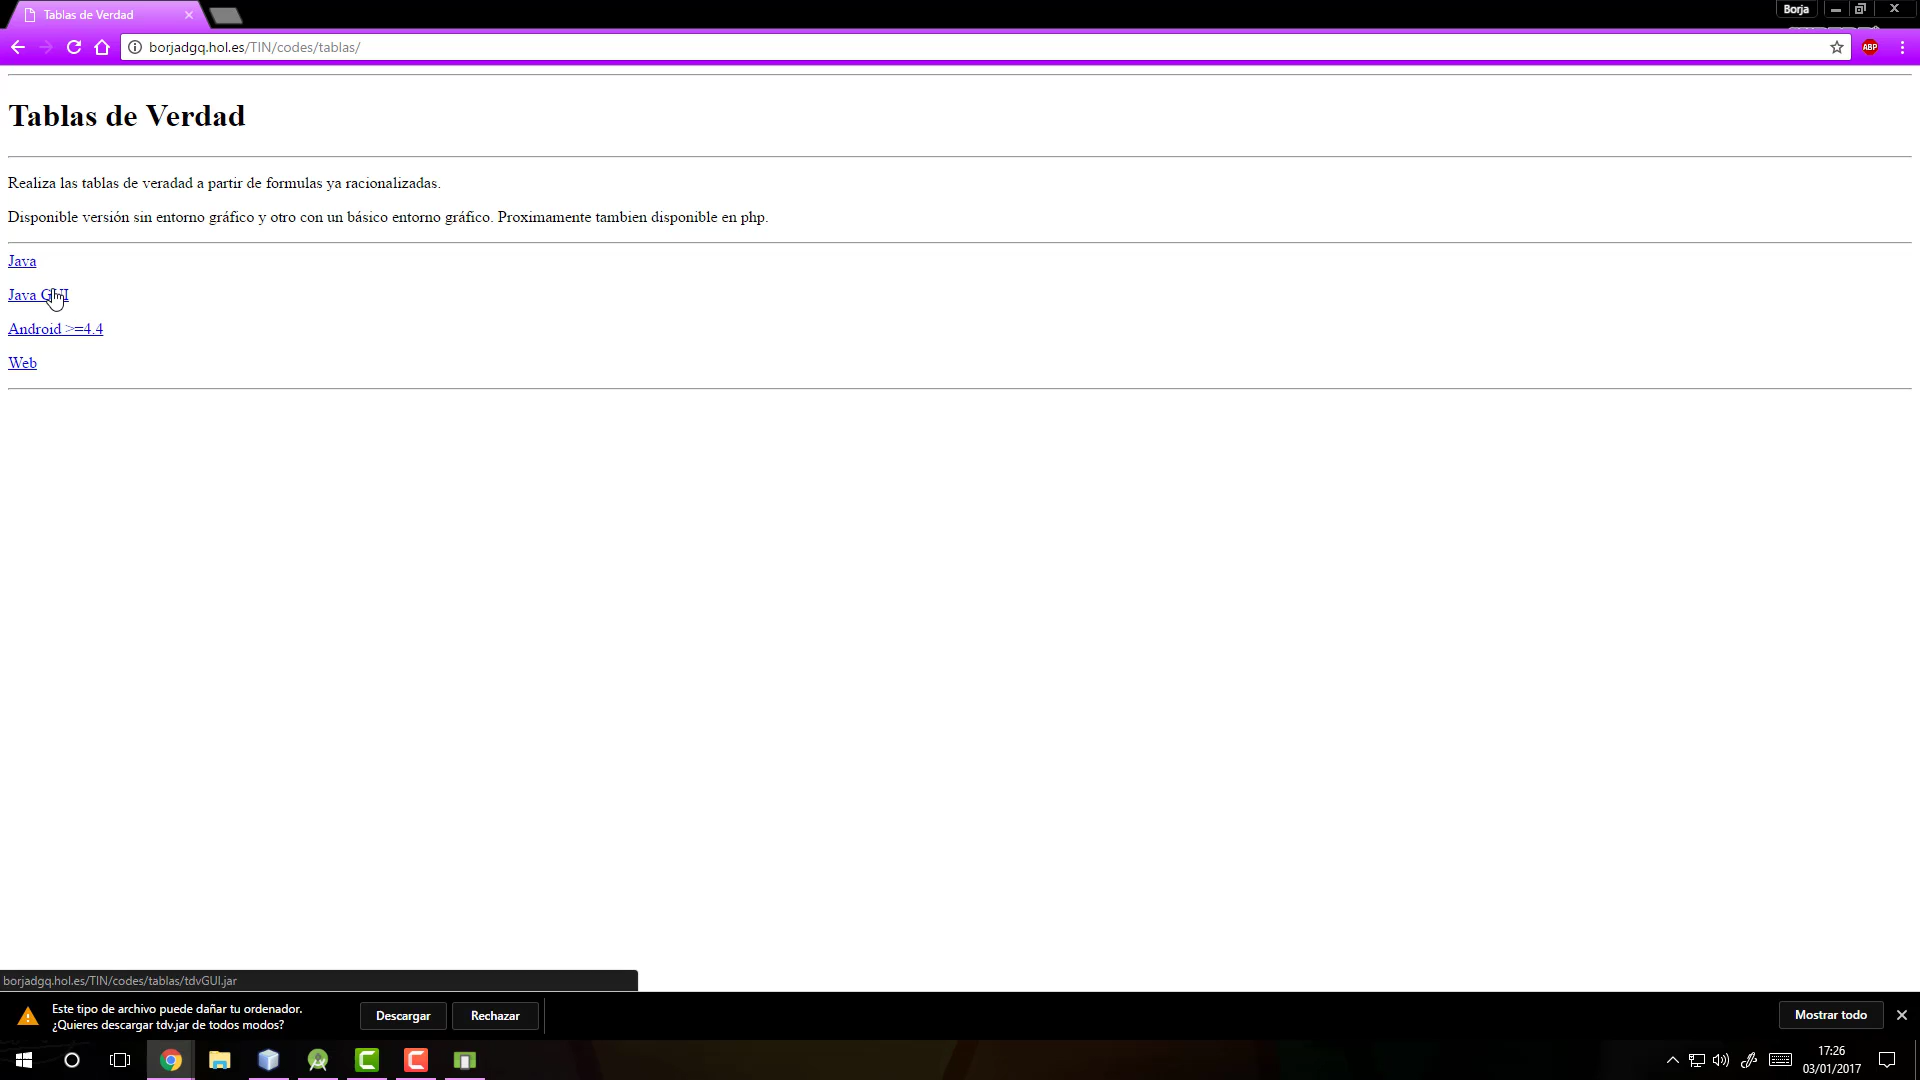 Tablas de Verdad
Borja
borjadgq.hol.es/TIN/codes/tablas/
ABP
Tablas de Verdad
Realiza las tablas de veradad a partir de formulas ya racionalizadas.
Disponible versión sin entorno gráfico y otro con un básico entorno gráfico. Proximamente tambien disponible en php.
Java
Java GUI
Android >=4.4
Web
borjadgq.hol.es/TIN/codes/tablas/tdvGUI.jar
Este tipo de archivo puede dañar tu ordenador.
¿Quieres descargar tdv.jar de todos modos?
Descargar
Rechazar
Mostrar todo
17:26
03/01/2017